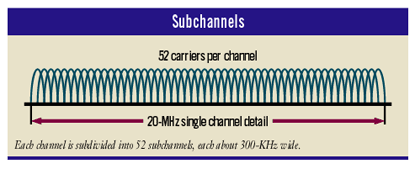 Subchannels
52 carriers per channel
20-MHz single channel detail
Each channel is subdivided into 52 subchannels, each about 300-KHz wide.